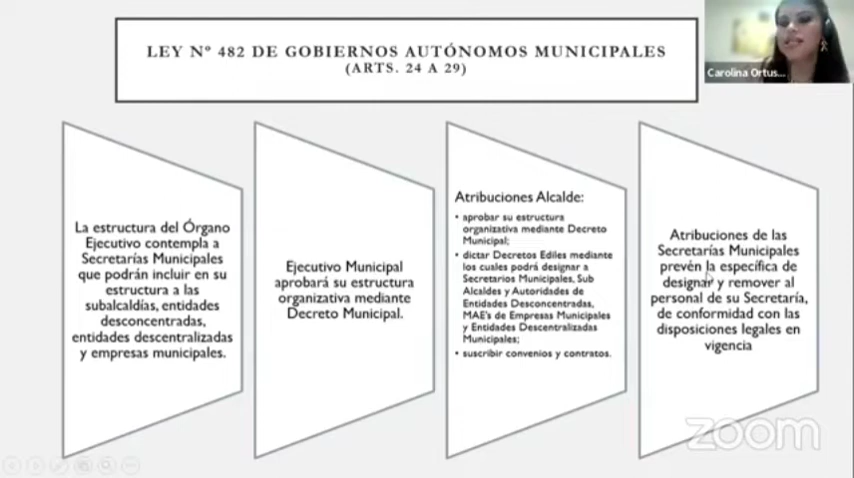 LEY Nº 482 DE GOBIERNOS AUTÓNOMOS MUNICIPALES
(ARTS. 24 A 29)
Carolina Ortus...
La estructura del Órgano
Ejecutivo contempla a
Secretarías Municipales
que podrán incluir en su
estructura a las
subalcaldías, entidades
desconcentradas,
entidades descentralizadas
y empresas municipales.
Ejecutivo Municipal
aprobará su estructura
organizativa mediante
Decreto Municipal.
Atribuciones Alcalde:
• aprobar su estructura
organizativa mediante Decreto
Municipal;
• dictar Decretos Ediles mediante
los cuales podrá designar a
Secretarios Municipales, Sub
Alcaldes y Autoridades de
Entidades Desconcentradas,
MAE's de Empresas Municipales
y Entidades Descentralizadas
Municipales;
• suscribir convenios y contratos.
Atribuciones de las
Secretarías Municipales
prevén la específica de
designar y remover al
personal de su Secretaría,
de conformidad con las
disposiciones legales en
vigencia
zoom